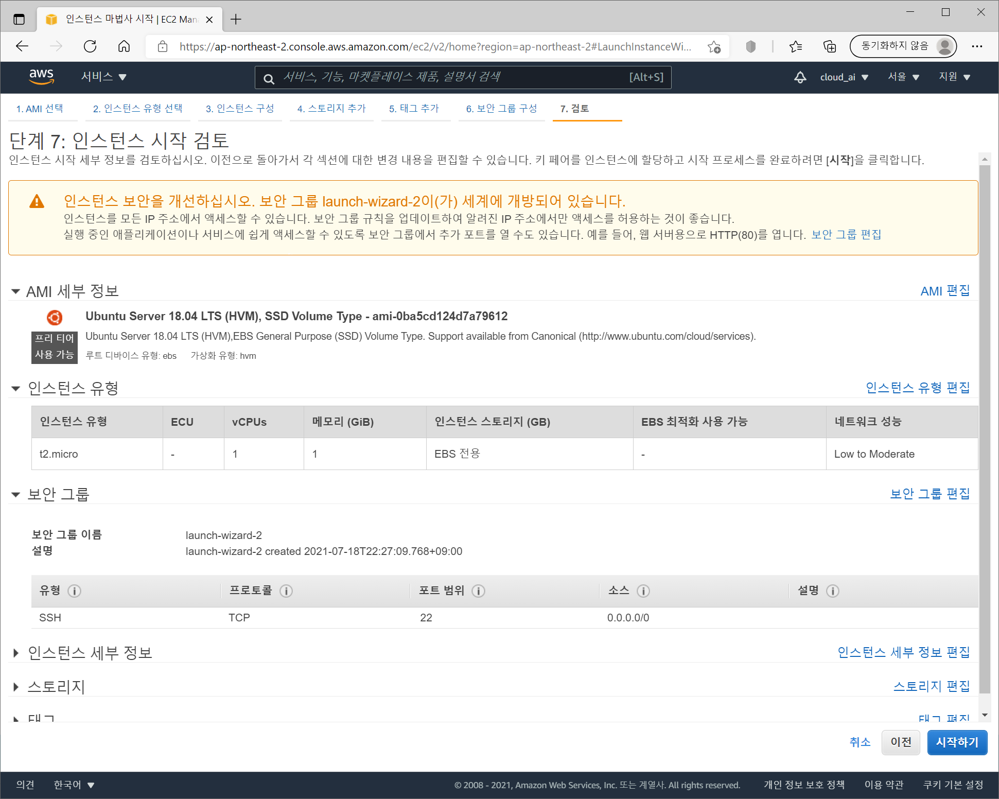 인스턴스 마법사 시작 | EC2 Man
https://ap-northeast-2.console.aws.amazon.com/ec2/v2/home?region=ap-northeast-2#LaunchInstanceWi...
동기화하지 않음
aws
서비스
서비스, 기능, 마켓플레이스 제품, 설명서 검색
[Alt+S]
cloud_ai
서울
지원
1. AMI 선택
2. 인스턴스 유형 선택
3. 인스턴스 구성
4. 스토리지 추가
5. 태그 추가
6. 보안 그룹 구성
7. 검토
단계 7: 인스턴스 시작 검토
인스턴스 시작 세부 정보를 검토하십시오. 이전으로 돌아가서 각 섹션에 대한 변경 내용을 편집할 수 있습니다. 키 페어를 인스턴스에 할당하고 시작 프로세스를 완료하려면 [시작]을 클릭합니다.
인스턴스 보안을 개선하십시오. 보안 그룹 launch-wizard-2이(가) 세계에 개방되어 있습니다.
인스턴스를 모든 IP 주소에서 액세스할 수 있습니다. 보안 그룹 규칙을 업데이트하여 알려진 IP 주소에서만 액세스를 허용하는 것이 좋습니다.
실행 중인 애플리케이션이나 서비스에 쉽게 액세스할 수 있도록 보안 그룹에서 추가 포트를 열 수도 있습니다. 예를 들어, 웹 서버용으로 HTTP(80)를 엽니다. 보안 그룹 편집
AMI 세부 정보
AMI 편집
Ubuntu Server 18.04 LTS (HVM), SSD Volume Type - ami-0ba5cd124d7a79612
프리 티어
사용 가능
Ubuntu Server 18.04 LTS (HVM),EBS General Purpose (SSD) Volume Type. Support available from Canonical (http://www.ubuntu.com/cloud/services).
루트 디바이스 유형: ebs 가상화 유형: hvm
인스턴스 유형
인스턴스 유형 편집
인스턴스 유형 ECU vCPUs 메모리 (GiB) 인스턴스 스토리지 (GB) EBS 최적화 사용 가능 네트워크 성능
t2.micro - 1 1 EBS 전용 - Low to Moderate
보안 그룹
보안 그룹 편집
보안 그룹 이름 launch-wizard-2
설명 launch-wizard-2 created 2021-07-18T22:27:09.768+09:00
유형 프로토콜 포트 범위 소스 설명
SSH TCP 22 0.0.0.0/0
인스턴스 세부 정보
인스턴스 세부 정보 편집
스토리지
스토리지 편집
태그
태그 편집
취소
이전
시작하기
의견
한국어
© 2008 - 2021, Amazon Web Services, Inc. 또는 계열사. All rights reserved.
개인 정보 보호 정책
이용 약관
쿠키 기본 설정